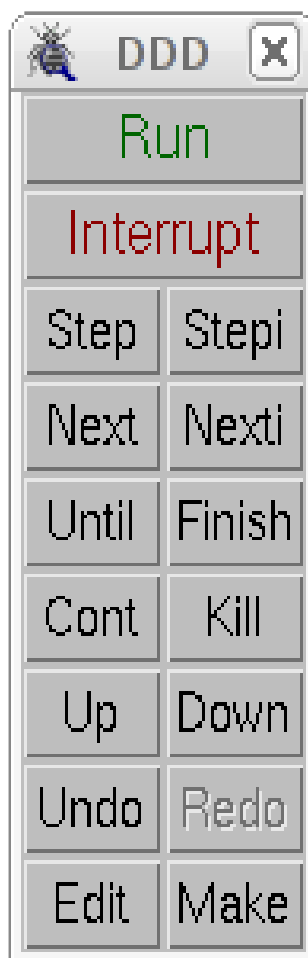 DDD
Run
Interrupt
Step Stepi
Next Nexti
Until Finish
Cont Kill
Up Down
Undo Redo
Edit Make